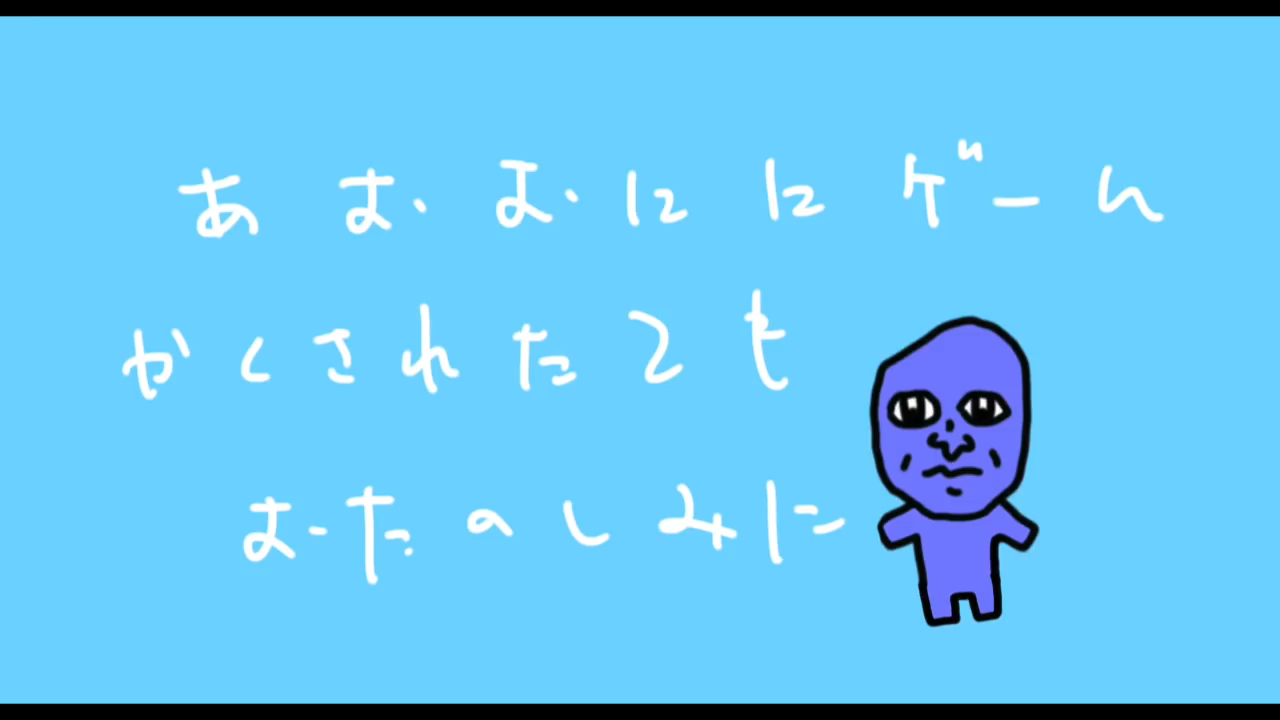 あおおににゲーム
かくされたても
おたのしみに